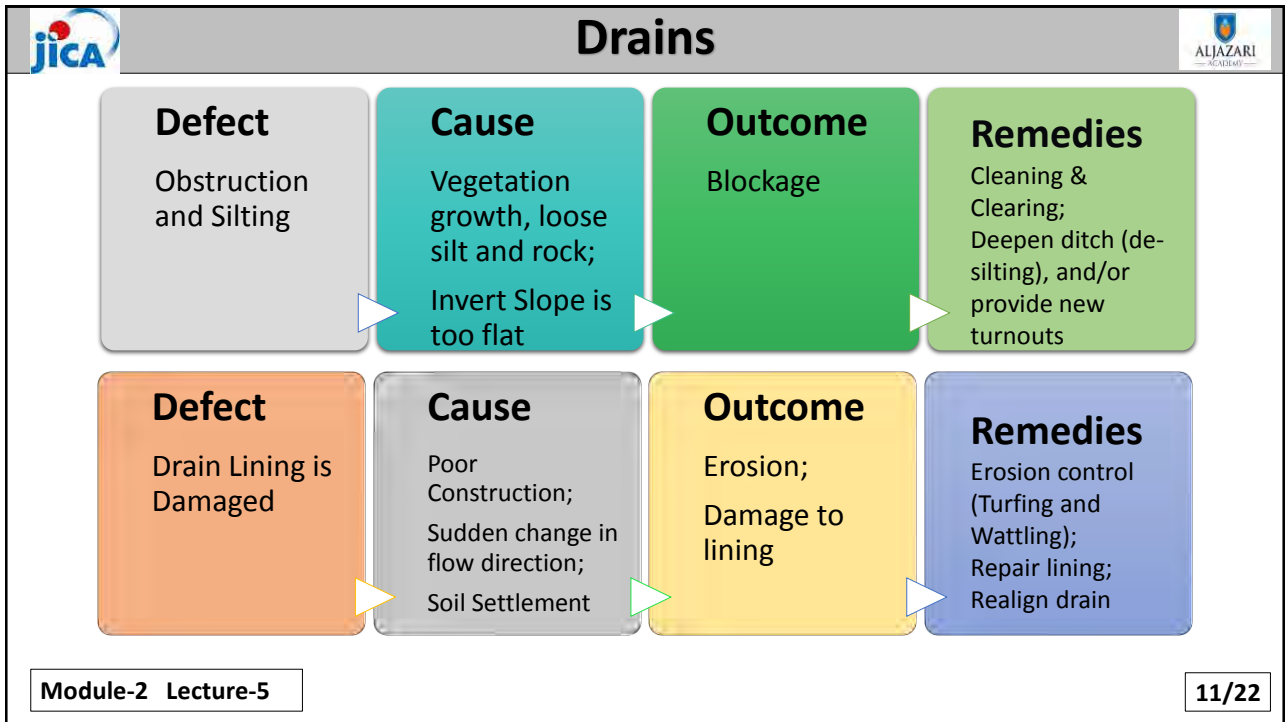 jICA
Drains
ALJAZARI
ACADEMY
Defect
Obstruction
and Silting
Cause
Vegetation
growth, loose
silt and rock;
Invert Slope is
too flat
Outcome
Blockage
Remedies
Cleaning &
Clearing;
Deepen ditch (de-
silting), and/or
provide new
turnouts
Defect
Drain Lining is
Damaged
Cause
Poor
Construction;
Sudden change in
flow direction;
Soil Settlement
Outcome
Erosion;
Damage to
lining
Remedies
Erosion control
(Turfing and
Wattling);
Repair lining;
Realign drain
Module-2 Lecture-5
11/22